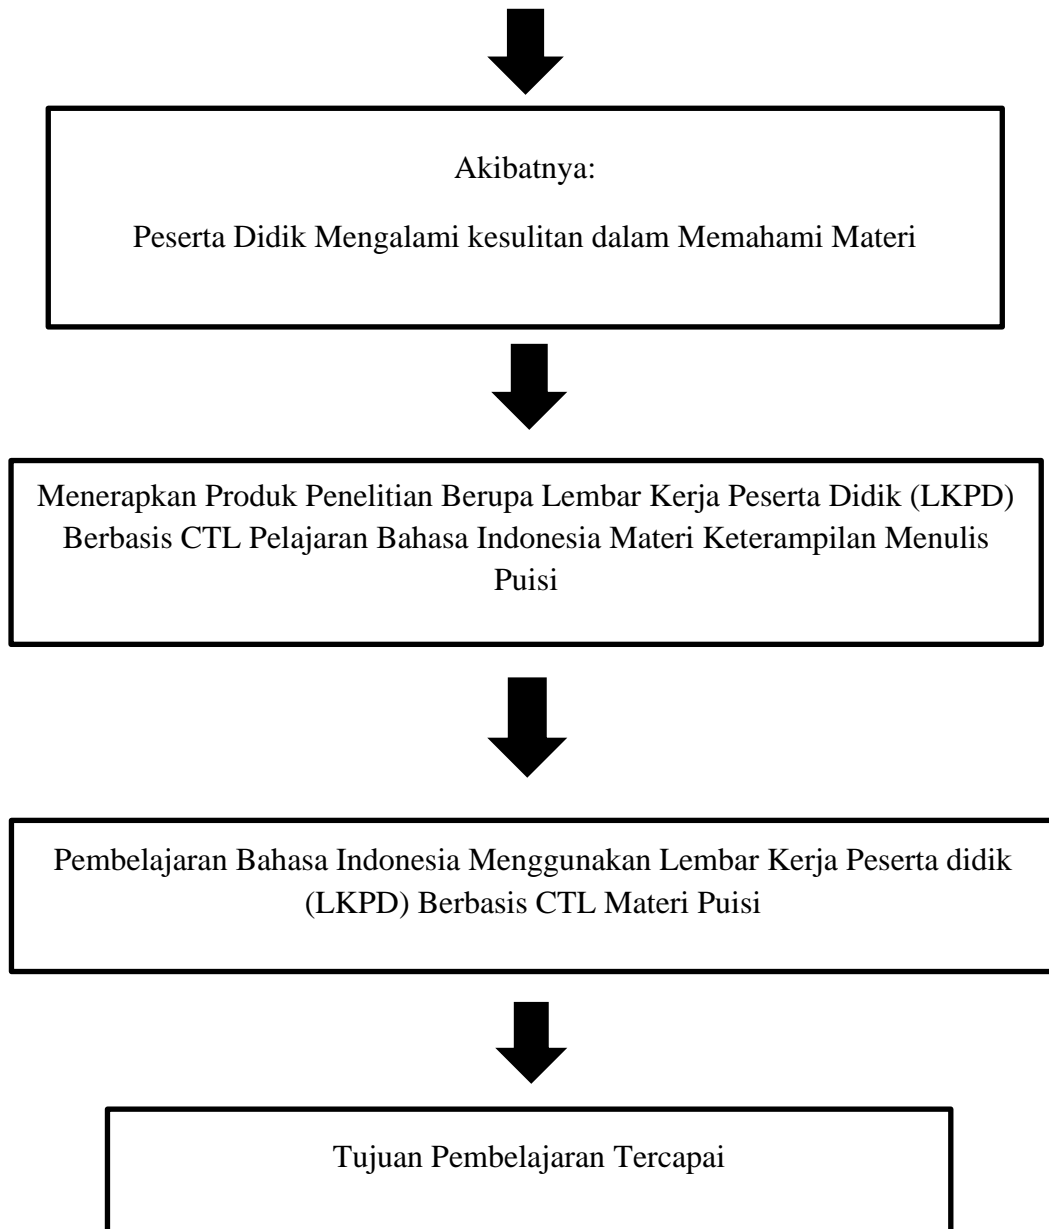 Akibatnya:
Peserta Didik Mengalami kesulitan dalam Memahami Materi
Menerapkan Produk Penelitian Berupa Lembar Kerja Peserta Didik (LKPD)
Berbasis CTL Pelajaran Bahasa Indonesia Materi Keterampilan Menulis
Puisi
Pembelajaran Bahasa Indonesia Menggunakan Lembar Kerja Peserta didik
(LKPD) Berbasis CTL Materi Puisi
Tujuan Pembelajaran Tercapai